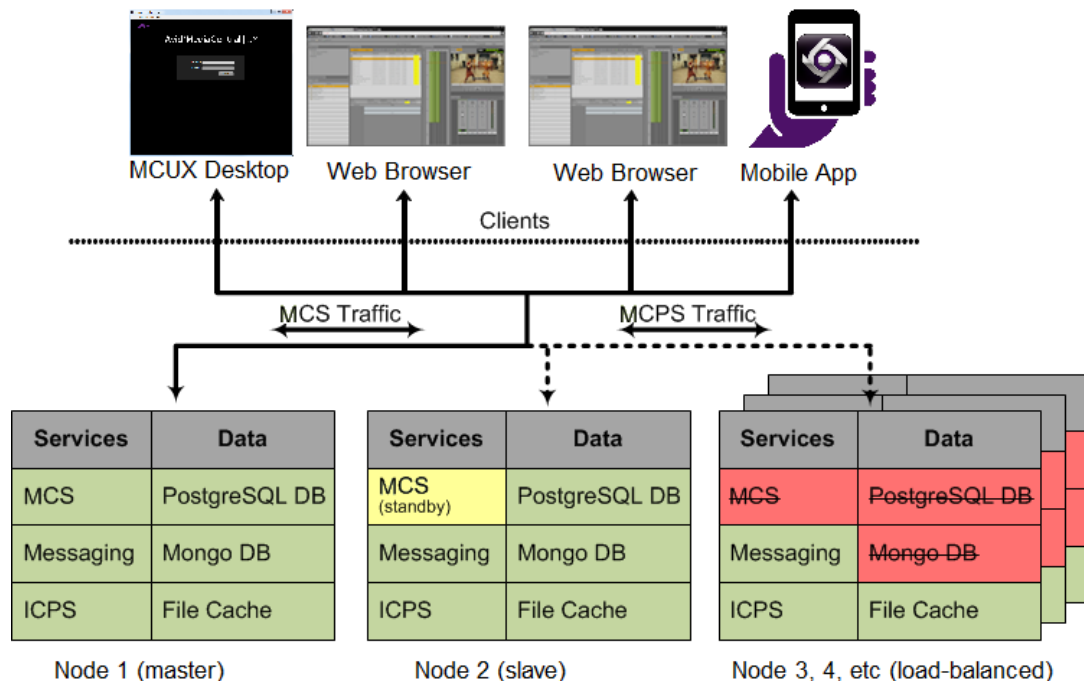 Avid MediaCentral | UX
MCUX Desktop
Web Browser
Web Browser
Mobile App
Clients
MCS Traffic
MCPS Traffic
Services Data
MCS PostgreSQL DB
Messaging Mongo DB
ICPS File Cache
Node 1 (master)
Services Data
MCS
(standby)
PostgreSQL DB
Messaging Mongo DB
ICPS File Cache
Node 2 (slave)
Services Data
MCS PostgreSQL DB
Messaging Mongo DB
ICPS File Cache
Node 3, 4, etc (load-balanced)